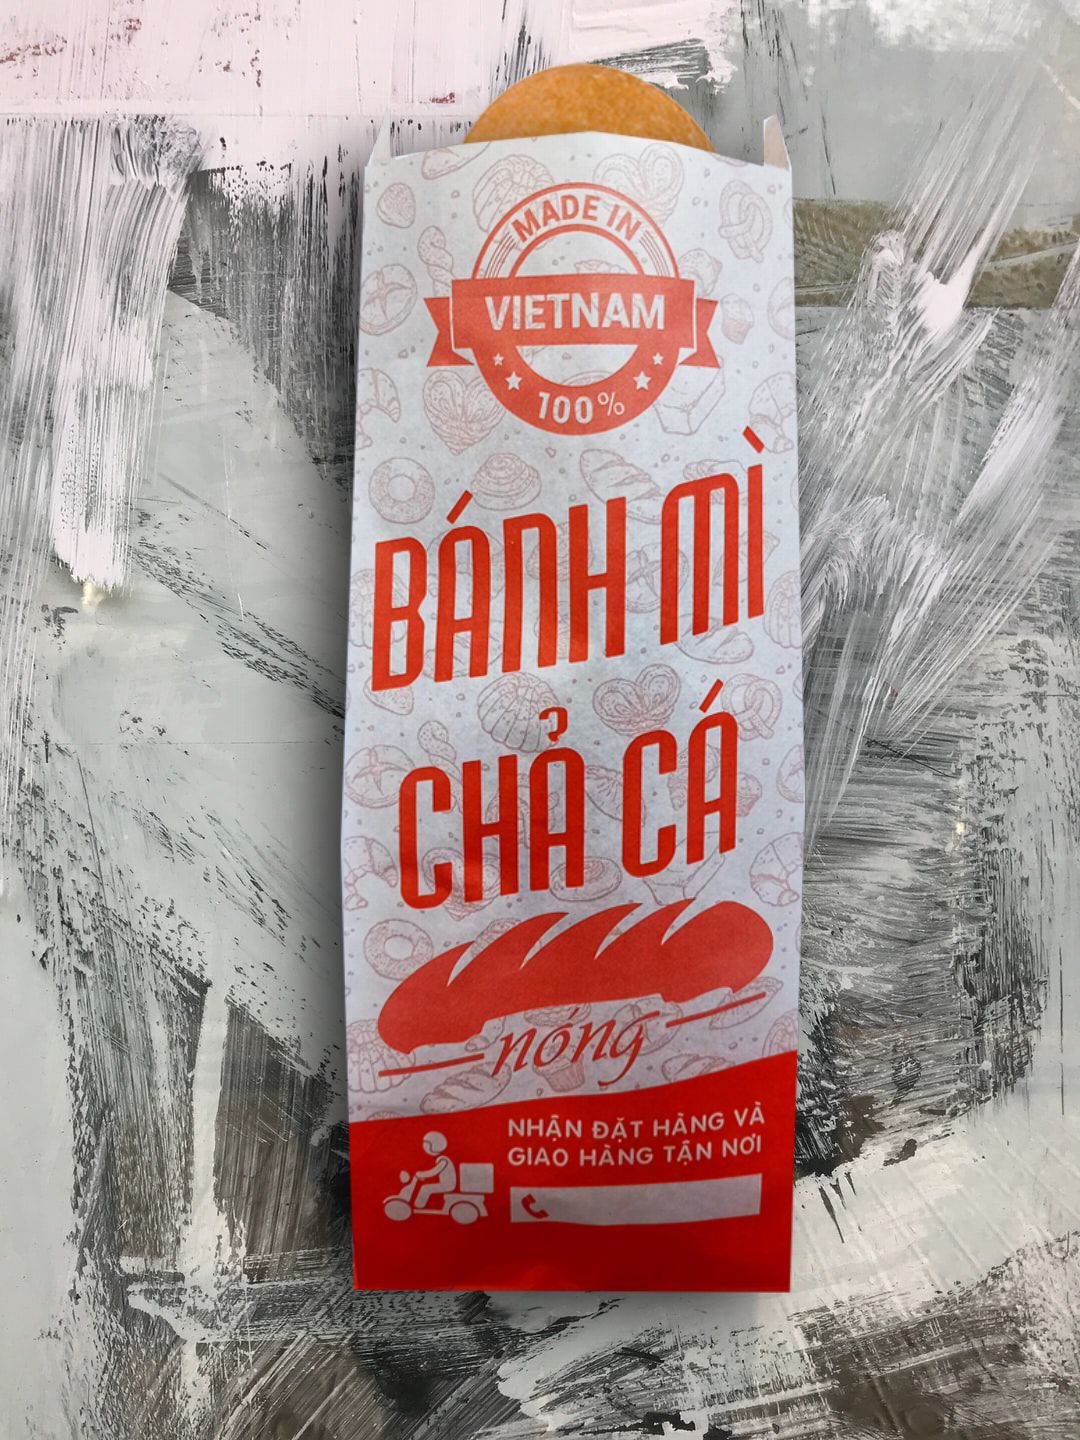 MADE IN
VIETNAM
100%
BÁNH MÌ
CHẢ CÁ
nóng
NHẬN ĐẶT HÀNG VÀ
GIAO HÀNG TẬN NƠI